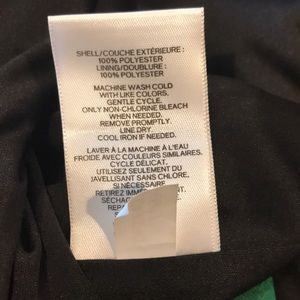 SHELL/COUCHE EXTÉRIEURE :
100% POLYESTER
LINING/DOUBLURE :
100% POLYESTER
MACHINE WASH COLD
WITH LIKE COLORS.
GENTLE CYCLE.
ONLY NON-CHLORINE BLEACH
WHEN NEEDED.
REMOVE PROMPTLY.
LINE DRY.
COOL IRON IF NEEDED.
LAVER À LA MACHINE À L'EAU
FROIDE AVEC COULEURS SIMILAIRES.
CYCLE DÉLICAT.
UTILISEZ SEULEMENT DU
JAVELLISANT SANS CHLORE,
SI NÉCESSAIRE.
RETIREZ
SÉCHAG
REPA